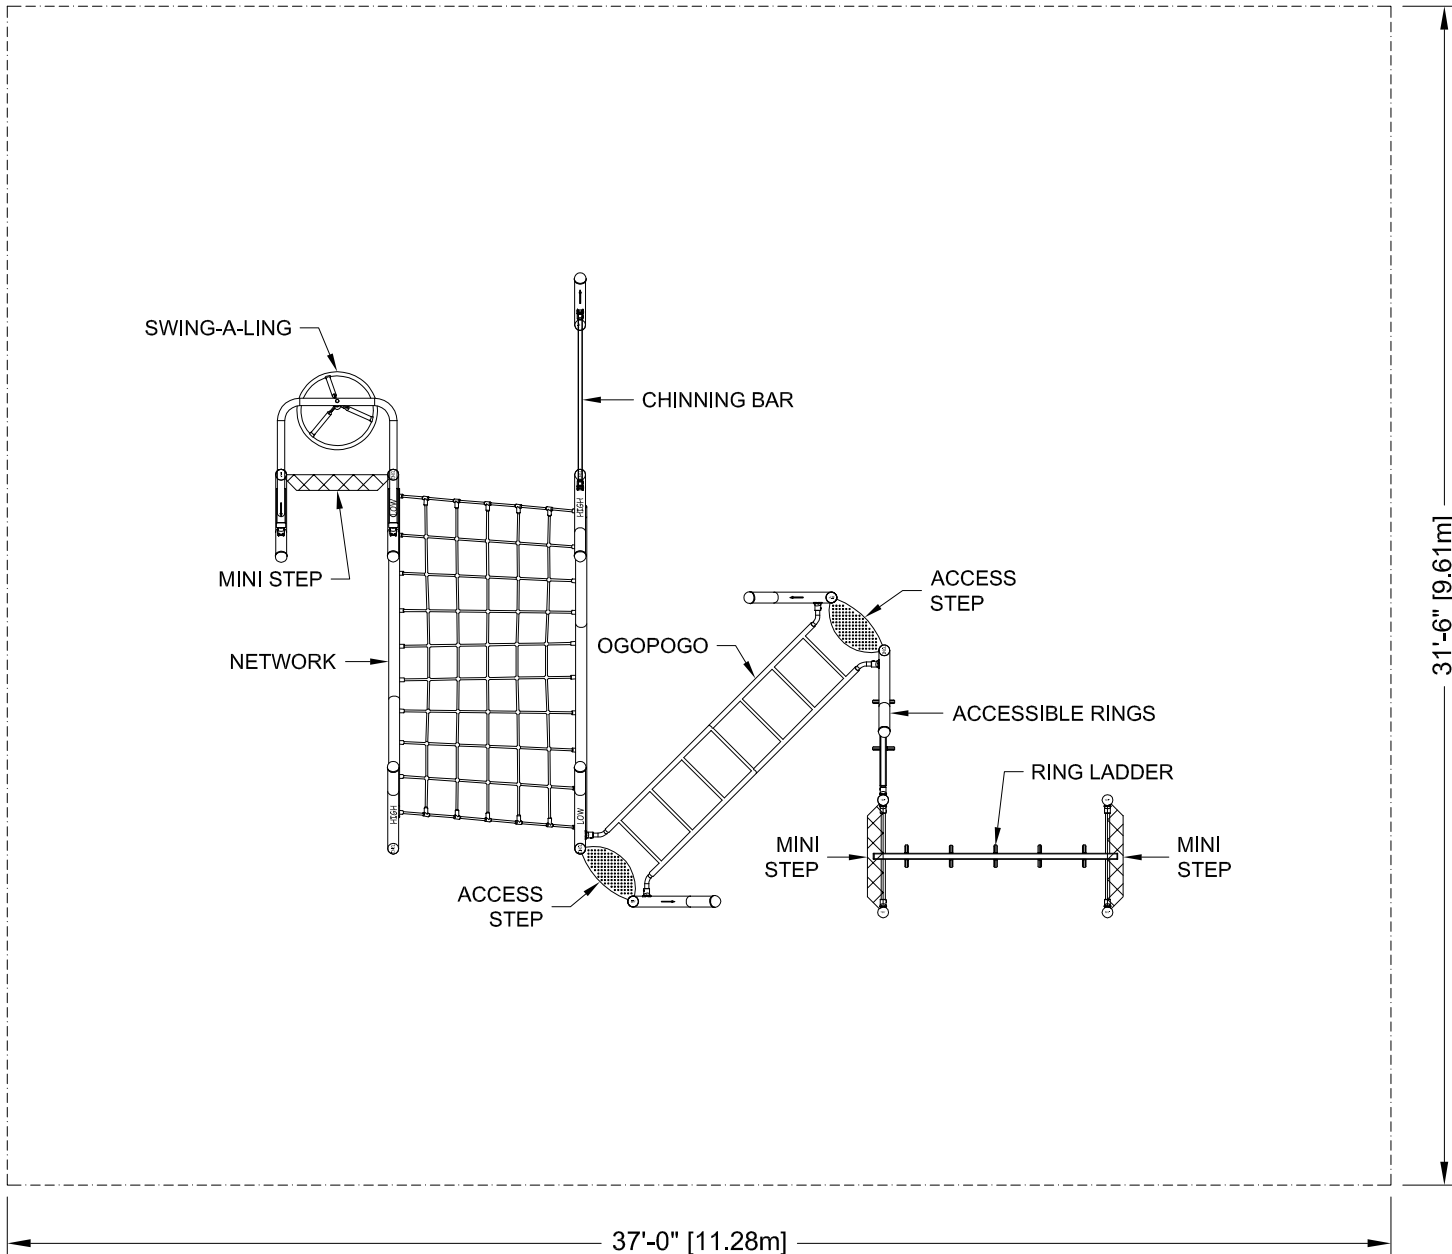 SWING-A-LING
CHINNING BAR
LOW
HIGH
MINI STEP
ACCESS
STEP
NETWORK
OGOPOGO
ACCESSIBLE RINGS
RING LADDER
HIGH
LOW
MINI
STEP
MINI
STEP
ACCESS
STEP
31'-6" [9.61m]
37'-0" [11.28m]